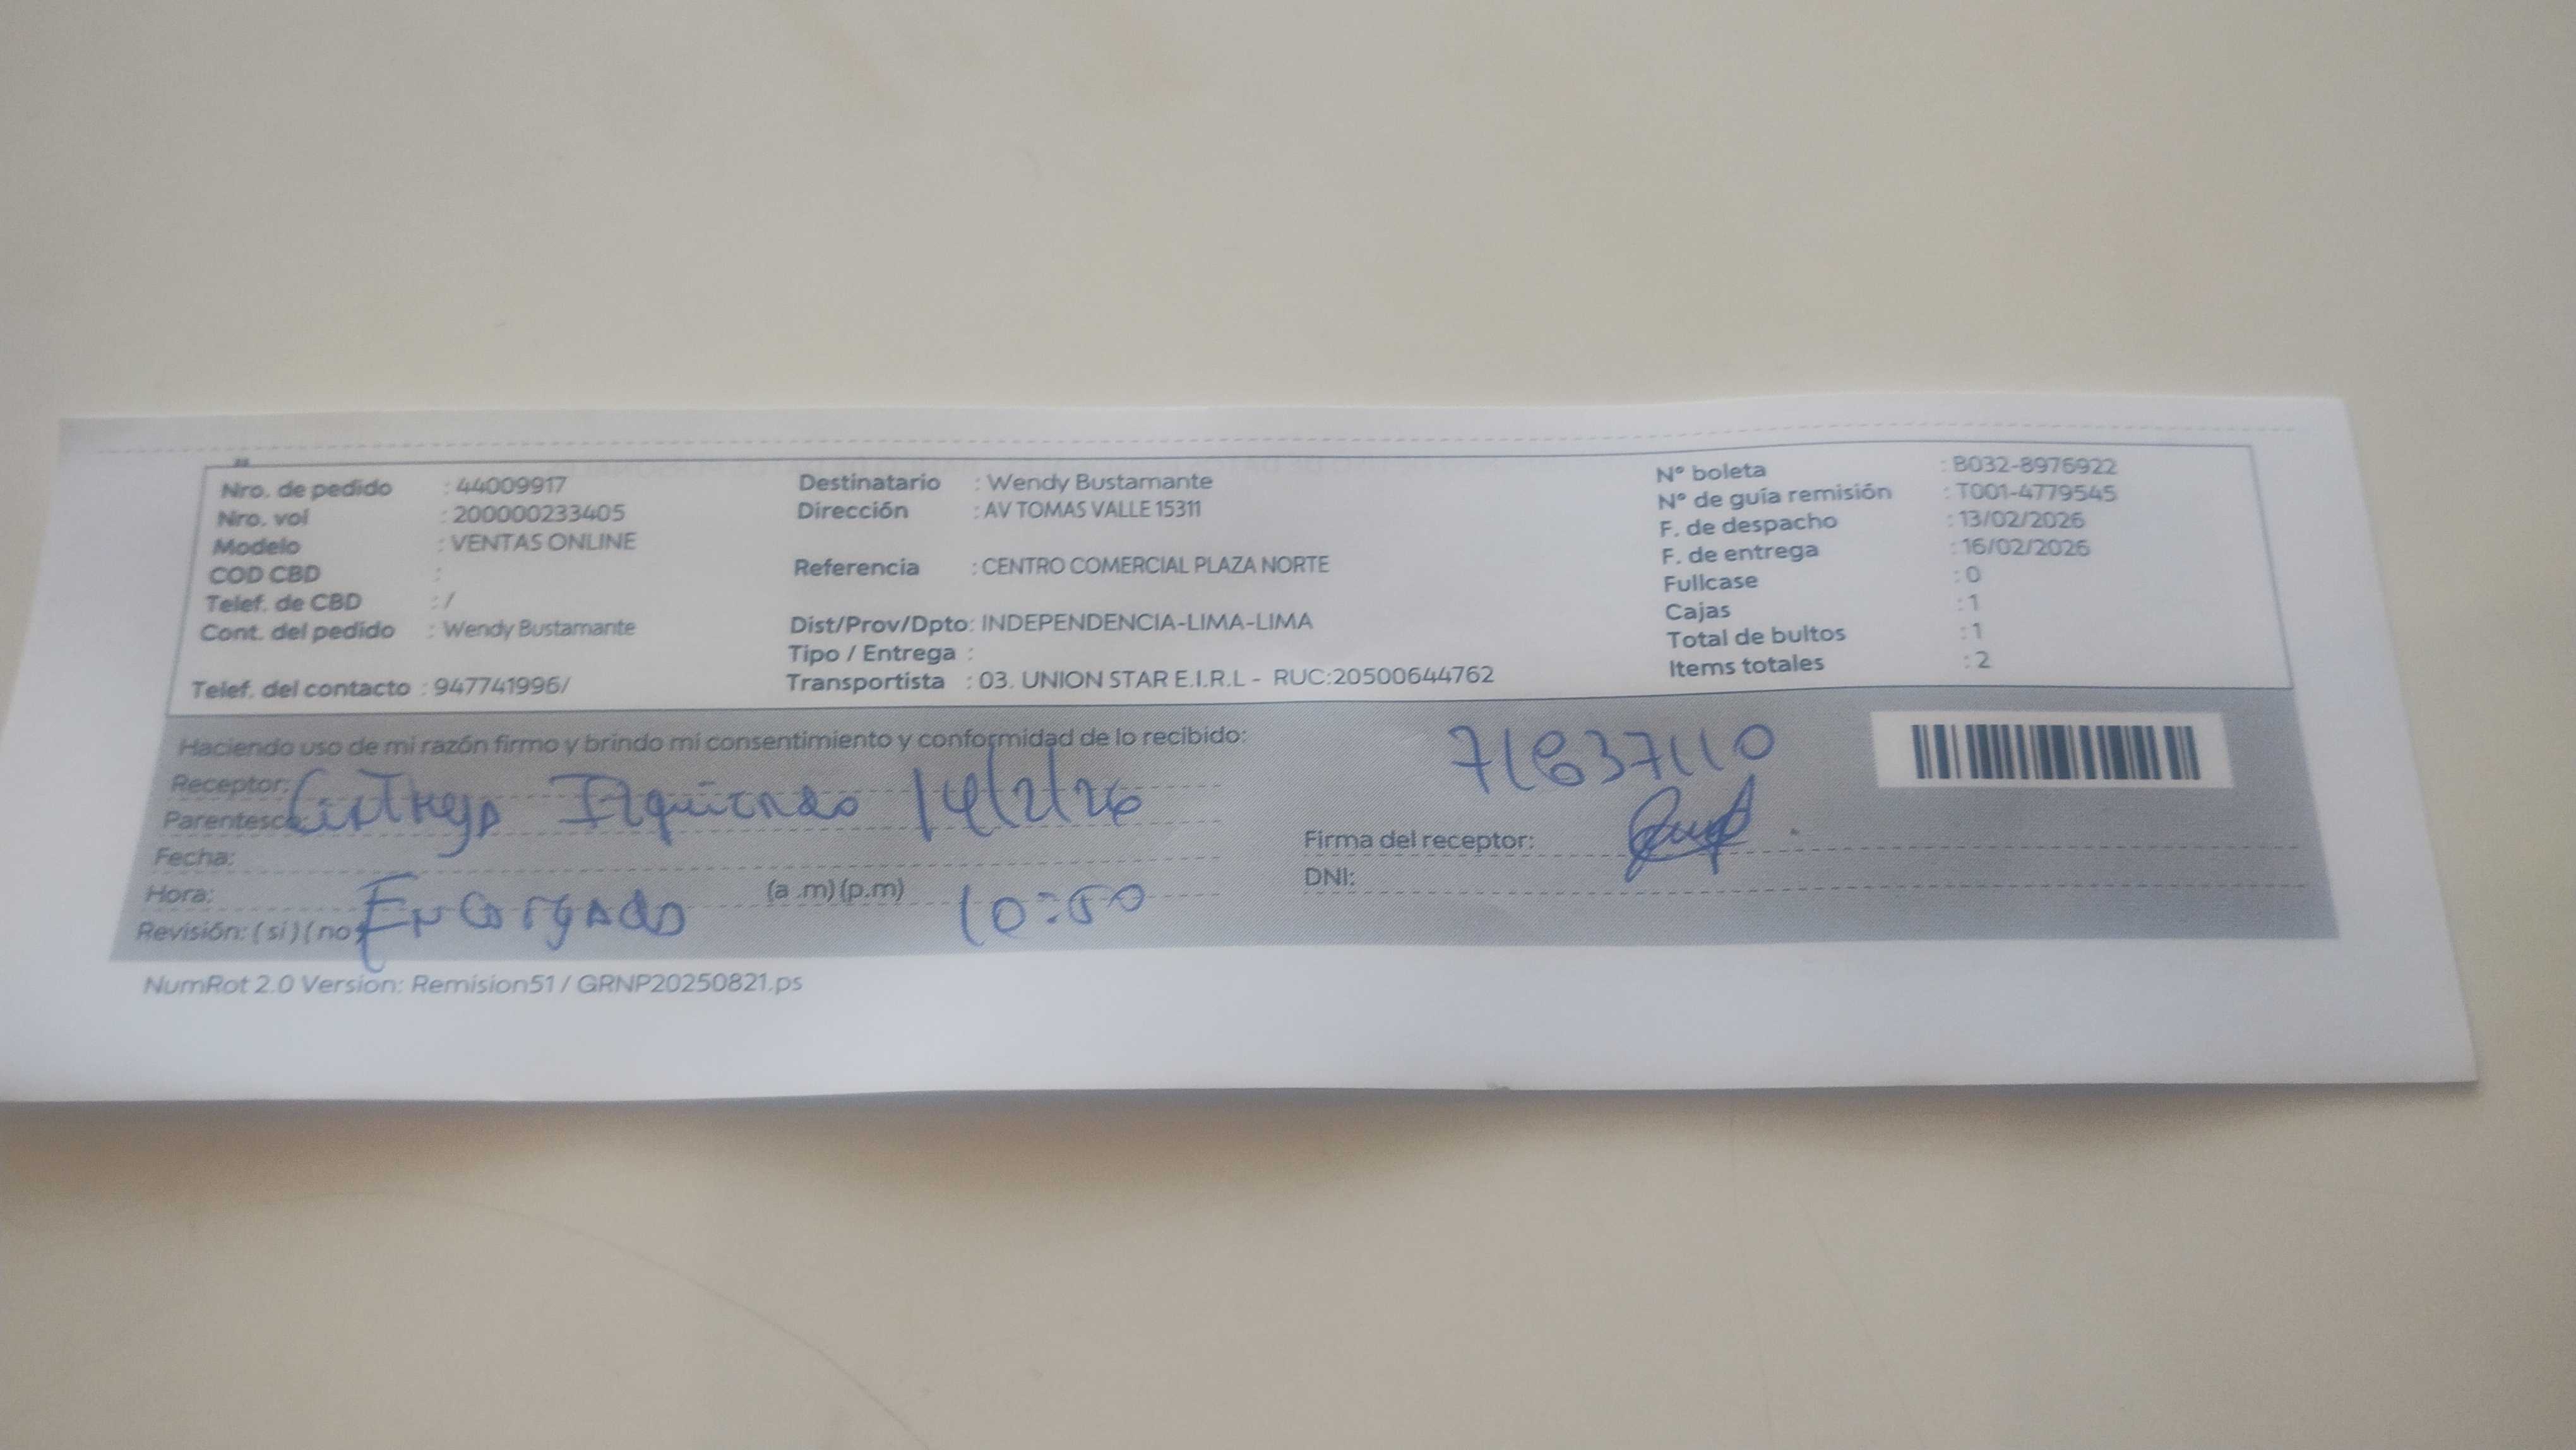 Nro. de pedido : 44009917
Nro. vol : 200000233405
Modelo : VENTAS ONLINE
COD CBD :
Telef. de CBD : /
Cont. del pedido : Wendy Bustamante
Telef. del contacto : 947741996/
Destinatario : Wendy Bustamante
Dirección : AV TOMAS VALLE 15311
Referencia : CENTRO COMERCIAL PLAZA NORTE
Dist/Prov/Dpto: INDEPENDENCIA-LIMA-LIMA
Tipo / Entrega :
Transportista : 03. UNION STAR E.I.R.L - RUC:20500644762
N° boleta : B032-8976922
N° de guía remisión : T001-4779545
F. de despacho : 13/02/2026
F. de entrega : 16/02/2026
Fullcase : 0
Cajas : 1
Total de bultos : 1
Items totales : 2
Haciendo uso de mi razón firmo y brindo mi consentimiento y conformidad de lo recibido:
Receptor:
Parentesco:
14/2/26
Fecha:
Hora: (a .m) (p.m) 10:50
Revisión: ( si ) ( no ) Encargado
71837110
Firma del receptor:
DNI:
NumRot 2.0 Version: Remision51 / GRNP20250821.ps